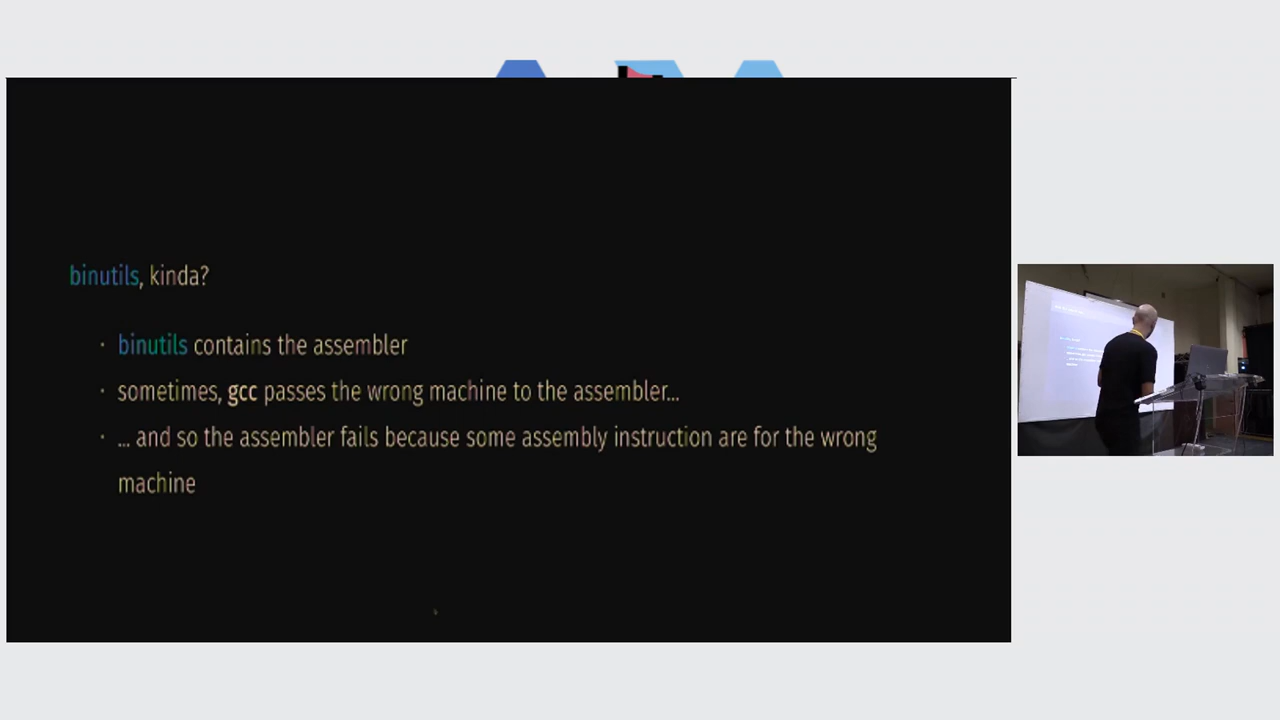 binutils, kinda?
· binutils contains the assembler
· sometimes, gcc passes the wrong machine to the assembler...
· ... and so the assembler fails because some assembly instruction are for the wrong
machine